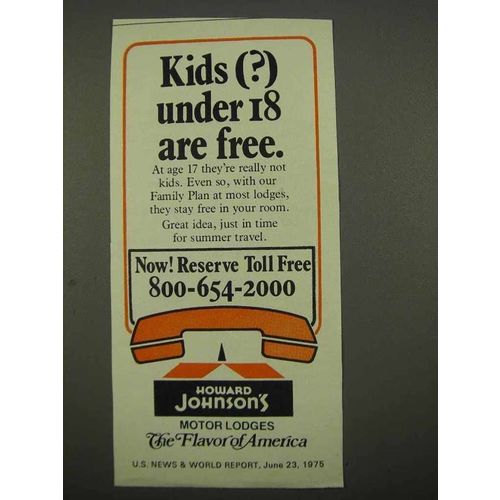 Kids (?)
under 18
are free.
At age 17 they're really not
kids. Even so, with our
Family Plan at most lodges,
they stay free in your room.
Great idea, just in time
for summer travel.
Now! Reserve Toll Free
800-654-2000
HOWARD
JOHNSON'S
MOTOR LODGES
The Flavor of America
U.S. NEWS & WORLD REPORT, June 23, 1975